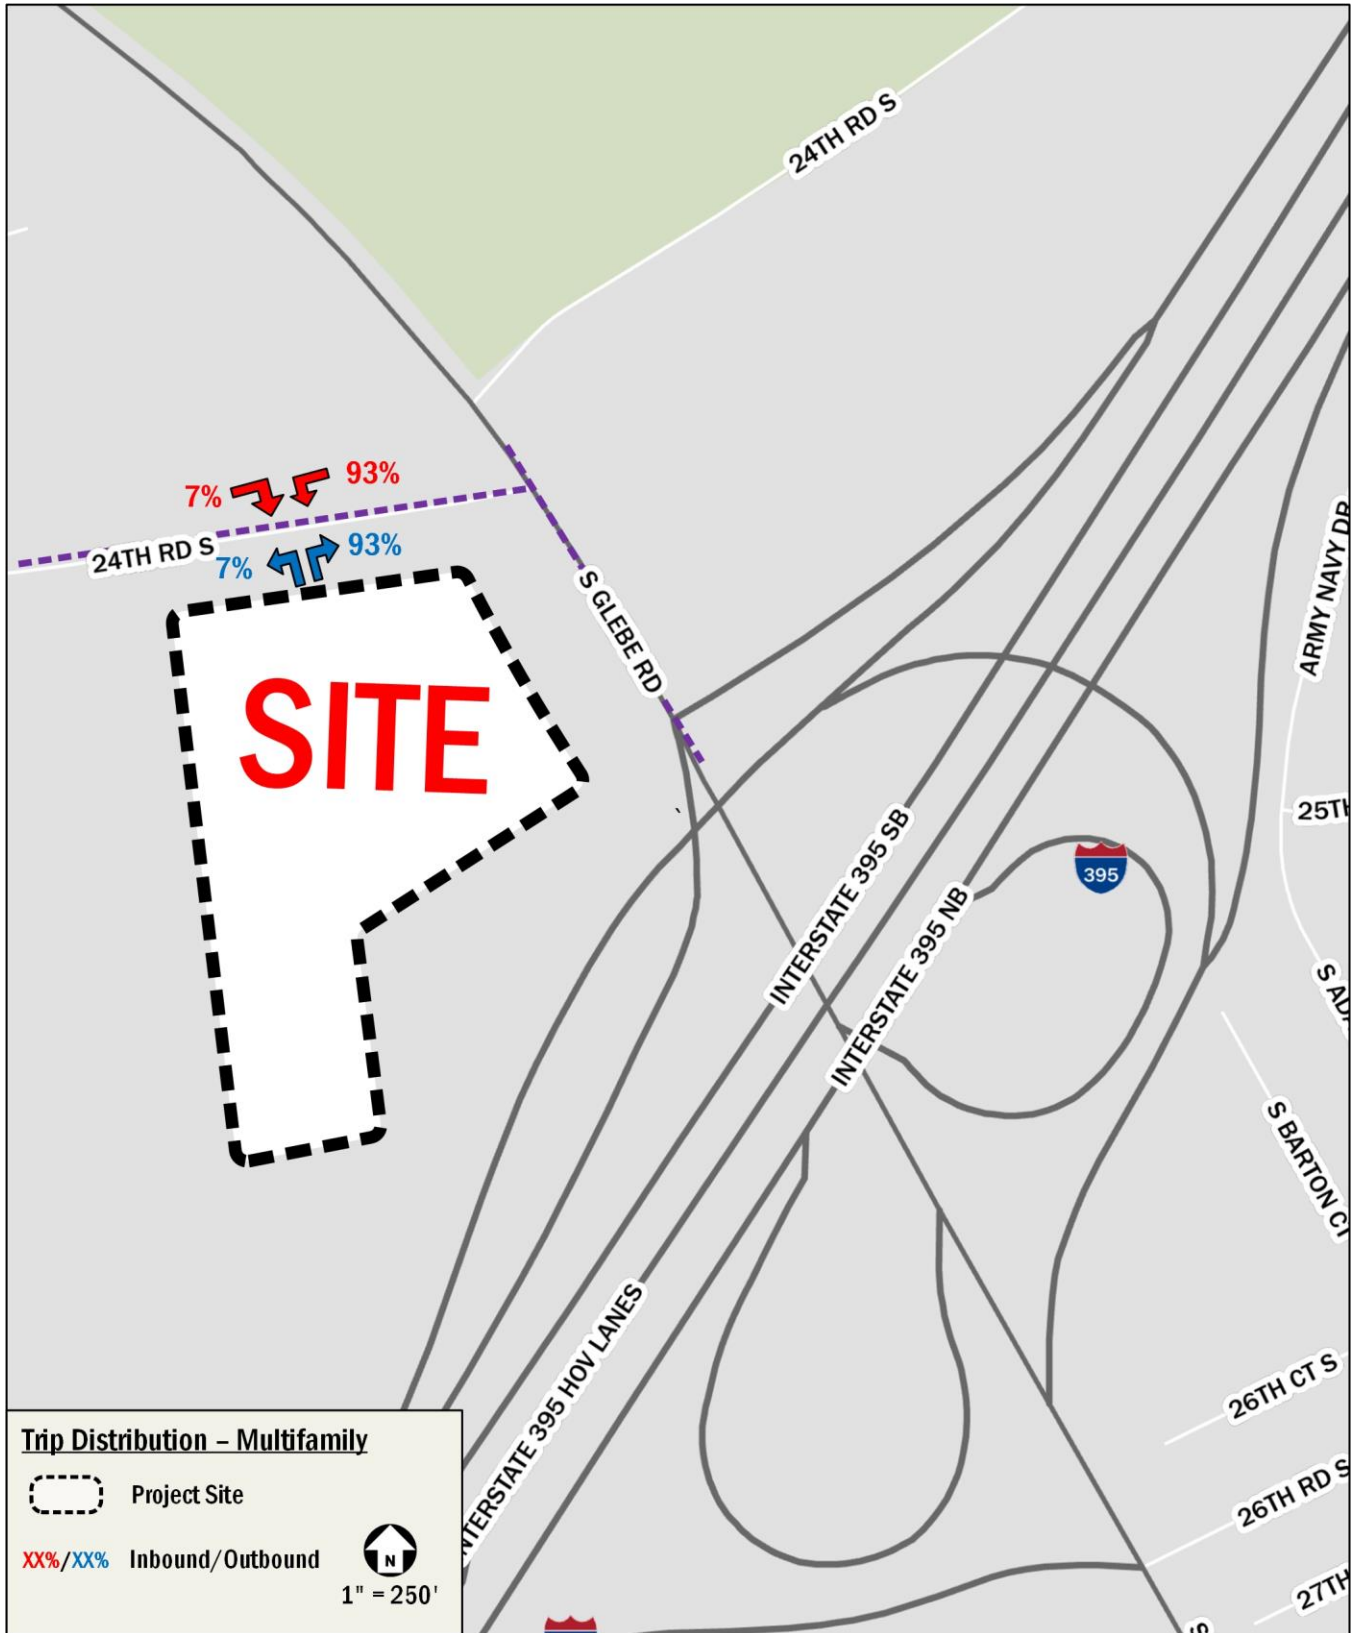 24TH RD S
7%
93%
24TH RD S
7%
93%
S GLEBE RD
SITE
ARMY NAVY DR
25TH
395
INTERSTATE 395 SB
INTERSTATE 395 NB
S BARTON CT
INTERSTATE 395 HOV LANES
26TH CT S
26TH RD S
27TH
S
Trip Distribution – Multifamily
Project Site
XX%/XX% Inbound/Outbound
N
1" = 250'